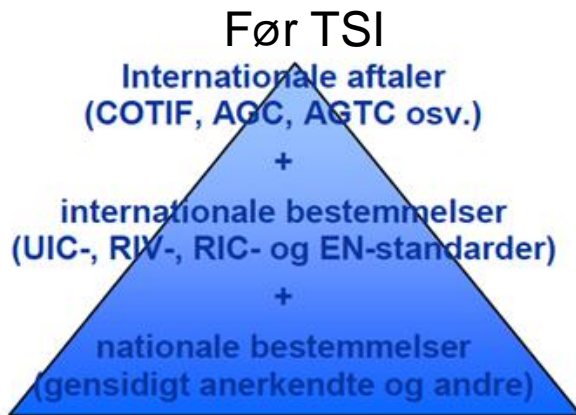 Før TSI
Internationale aftaler
(COTIF, AGC, AGTC osv.)
+
internationale bestemmelser
(UIC-, RIV-, RIC- og EN-standarder)
+
nationale bestemmelser
(gensidigt anerkendte og andre)